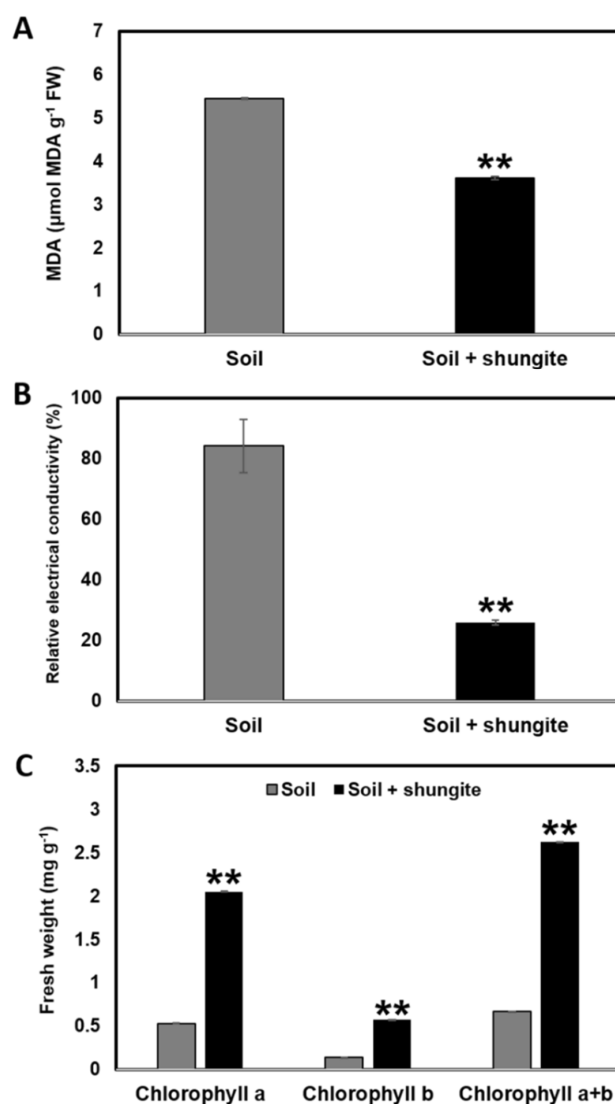 A
MDA (µmol MDA g⁻¹ FW)
7
6
5
4
3
2
1
0
**
Soil
Soil + shungite
B
Relative electrical conductivity (%)
100
80
60
40
20
0
**
Soil
Soil + shungite
C
Fresh weight (mg g⁻¹)
3.5
3
2.5
2
1.5
1
0.5
0
Soil Soil + shungite
**
**
**
Chlorophyll a
Chlorophyll b
Chlorophyll a+b